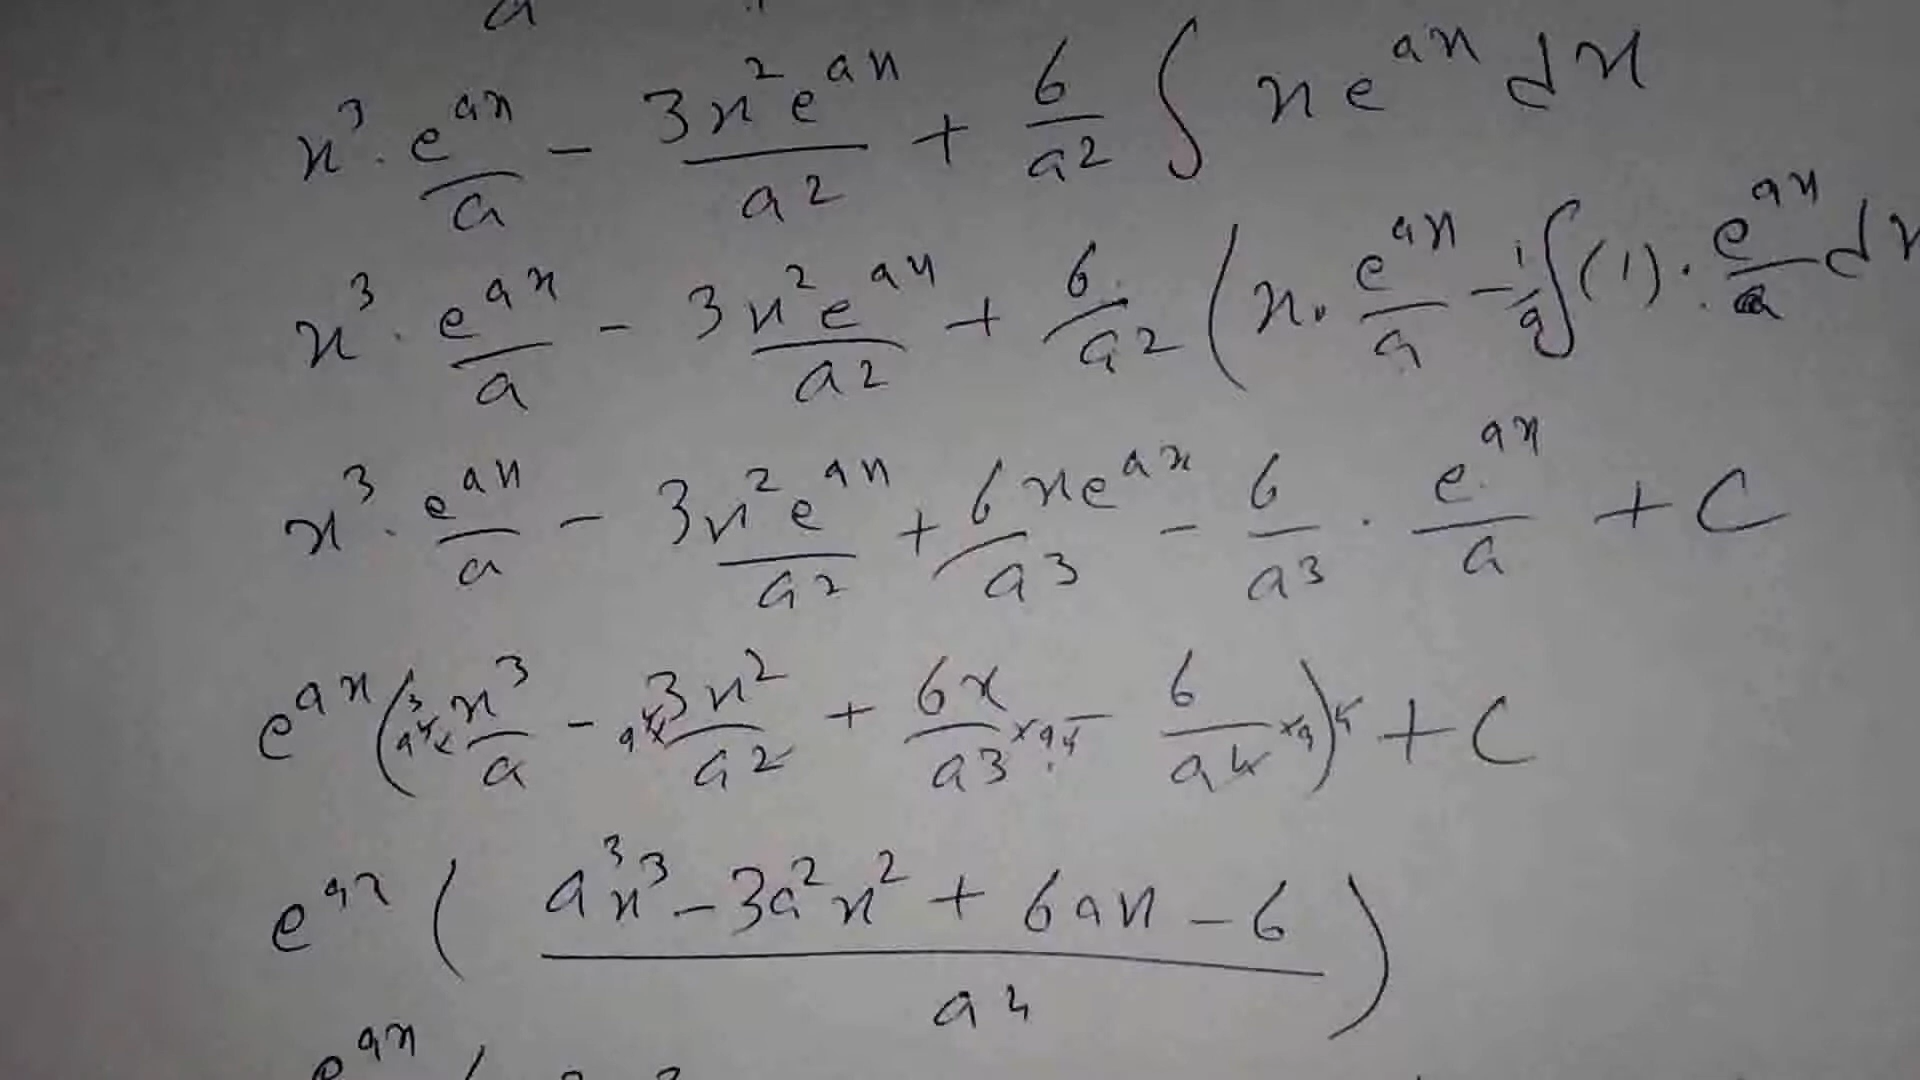 a
x³ · e^{ax}/a - 3x²e^{ax}/a² + 6/a² ∫ x e^{ax} dx
x³ · e^{ax}/a - 3x²e^{ax}/a² + 6/a² (x · e^{ax}/a - 1/a ∫ (1) · e^{ax}/a dx
x³ · e^{ax}/a - 3x²e^{ax}/a² + 6xe^{ax}/a³ - 6/a³ · e^{ax}/a + C
e^{ax} (x³/a - 3x²/a² + 6x/a³ - 6/a⁴) + C
e^{ax} ( (a³x³ - 3a²x² + 6ax - 6)/a⁴ )
e^{ax} (